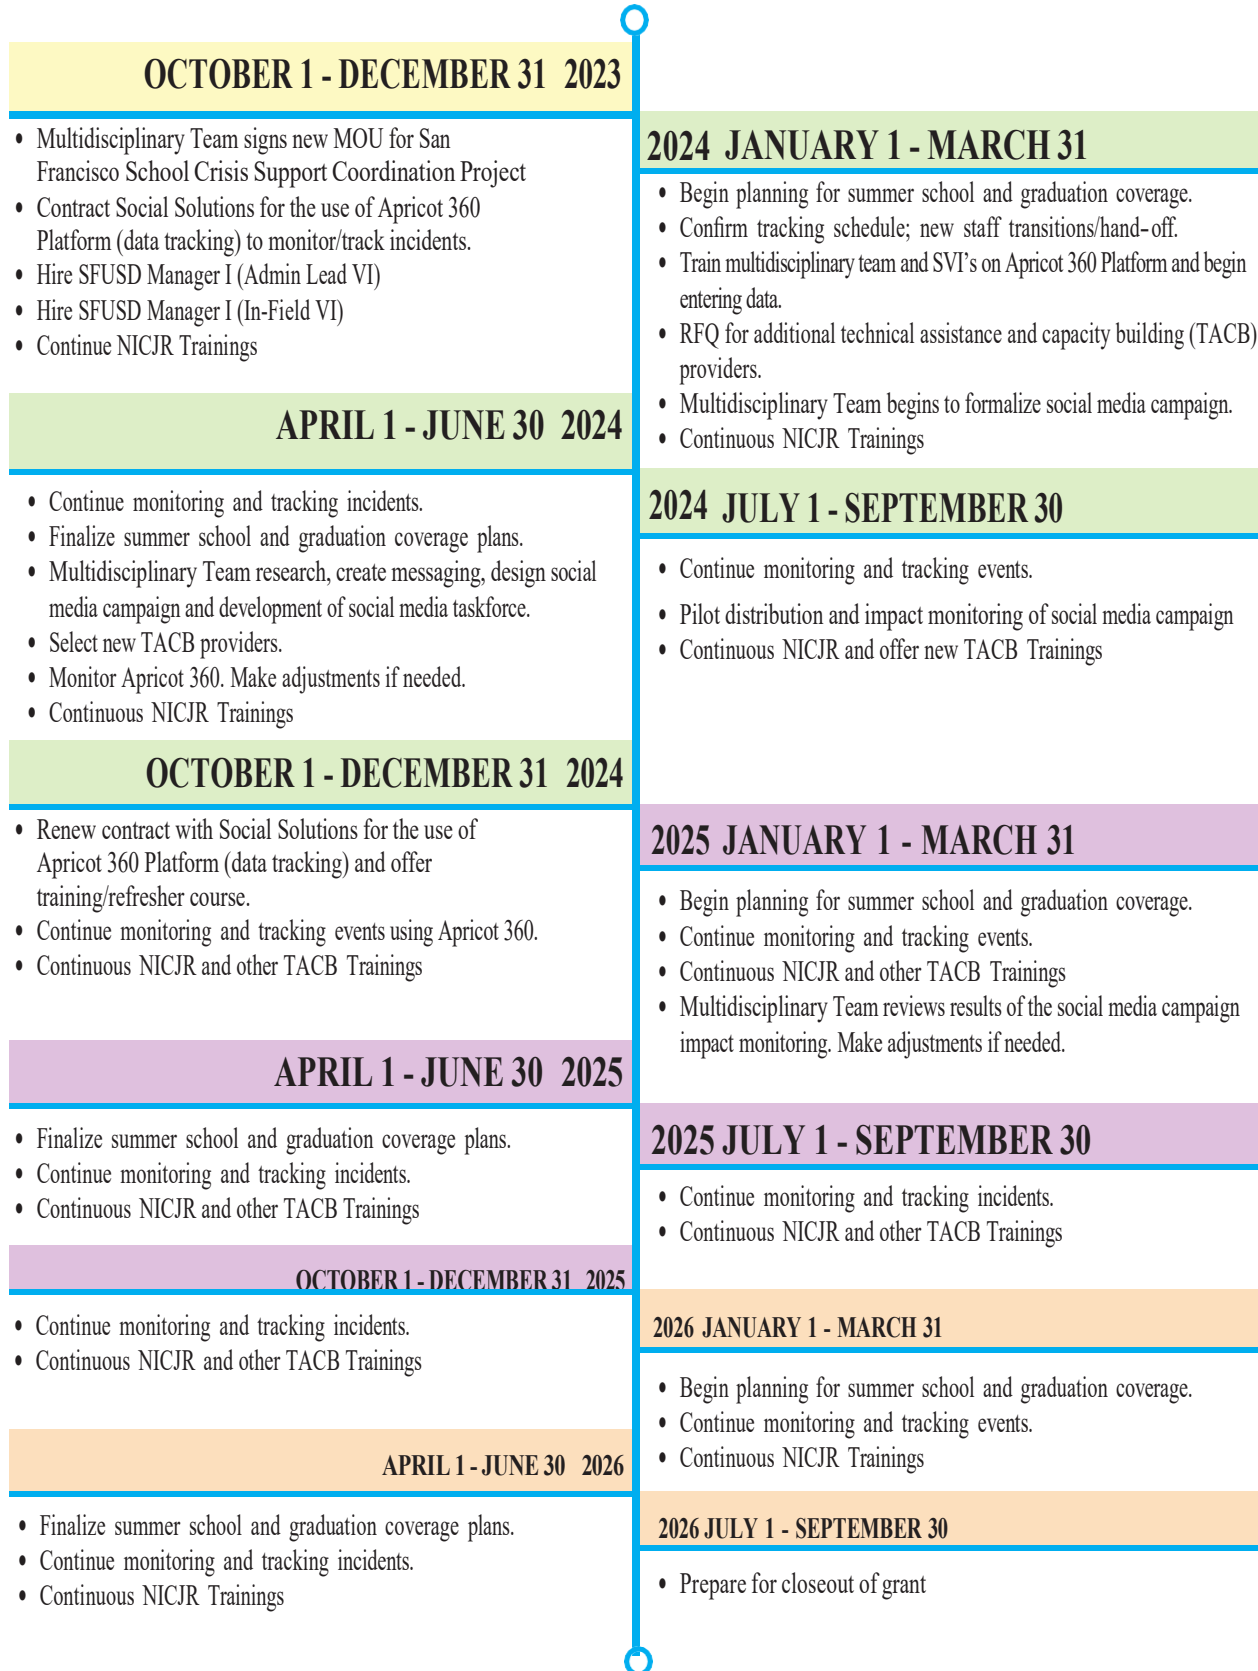 OCTOBER 1 - DECEMBER 31 2023
• Multidisciplinary Team signs new MOU for San
Francisco School Crisis Support Coordination Project
• Contract Social Solutions for the use of Apricot 360
Platform (data tracking) to monitor/track incidents.
• Hire SFUSD Manager I (Admin Lead VI)
• Hire SFUSD Manager I (In-Field VI)
• Continue NICJR Trainings
2024 JANUARY 1 - MARCH 31
• Begin planning for summer school and graduation coverage.
• Confirm tracking schedule; new staff transitions/hand-off.
• Train multidisciplinary team and SVI's on Apricot 360 Platform and begin
entering data.
• RFQ for additional technical assistance and capacity building (TACB)
providers.
• Multidisciplinary Team begins to formalize social media campaign.
• Continuous NICJR Trainings
APRIL 1 - JUNE 30 2024
• Continue monitoring and tracking incidents.
• Finalize summer school and graduation coverage plans.
• Multidisciplinary Team research, create messaging, design social
media campaign and development of social media taskforce.
• Select new TACB providers.
• Monitor Apricot 360. Make adjustments if needed.
• Continuous NICJR Trainings
2024 JULY 1 - SEPTEMBER 30
• Continue monitoring and tracking events.
• Pilot distribution and impact monitoring of social media campaign
• Continuous NICJR and offer new TACB Trainings
OCTOBER 1 - DECEMBER 31 2024
• Renew contract with Social Solutions for the use of
Apricot 360 Platform (data tracking) and offer
training/refresher course.
• Continue monitoring and tracking events using Apricot 360.
• Continuous NICJR and other TACB Trainings
2025 JANUARY 1 - MARCH 31
• Begin planning for summer school and graduation coverage.
• Continue monitoring and tracking events.
• Continuous NICJR and other TACB Trainings
• Multidisciplinary Team reviews results of the social media campaign
impact monitoring. Make adjustments if needed.
APRIL 1 - JUNE 30 2025
• Finalize summer school and graduation coverage plans.
• Continue monitoring and tracking incidents.
• Continuous NICJR and other TACB Trainings
2025 JULY 1 - SEPTEMBER 30
• Continue monitoring and tracking incidents.
• Continuous NICJR and other TACB Trainings
OCTOBER 1 - DECEMBER 31 2025
• Continue monitoring and tracking incidents.
• Continuous NICJR and other TACB Trainings
2026 JANUARY 1 - MARCH 31
• Begin planning for summer school and graduation coverage.
• Continue monitoring and tracking events.
• Continuous NICJR Trainings
APRIL 1 - JUNE 30 2026
• Finalize summer school and graduation coverage plans.
• Continue monitoring and tracking incidents.
• Continuous NICJR Trainings
2026 JULY 1 - SEPTEMBER 30
• Prepare for closeout of grant